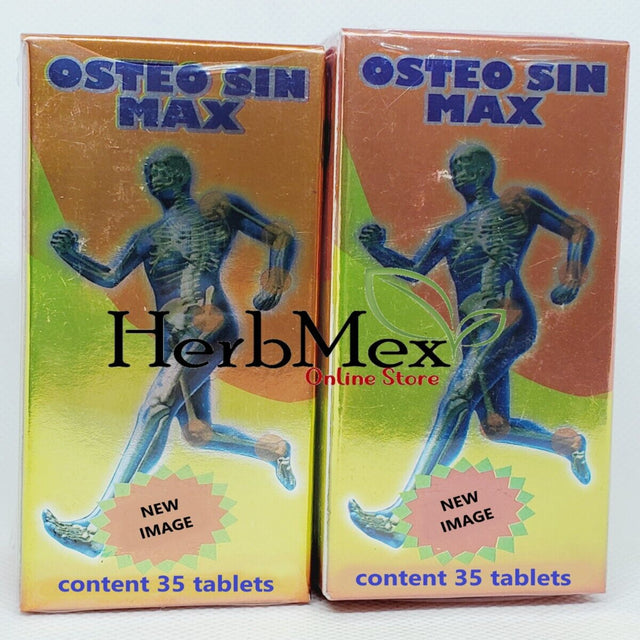 OSTEO SIN
MAX
NEW
IMAGE
content 35 tablets
OSTEO SIN
MAX
NEW
IMAGE
content 35 tablets
HerbMex
Online Store